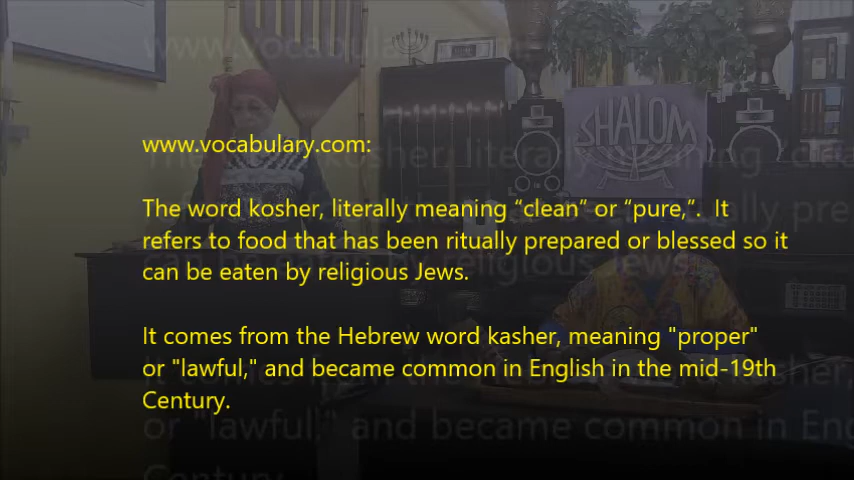 SHALOM
www.vocabulary.com:
The word kosher, literally meaning “clean” or “pure,”. It
refers to food that has been ritually prepared or blessed so it
can be eaten by religious Jews.
It comes from the Hebrew word kasher, meaning "proper"
or "lawful," and became common in English in the mid-19th
Century.